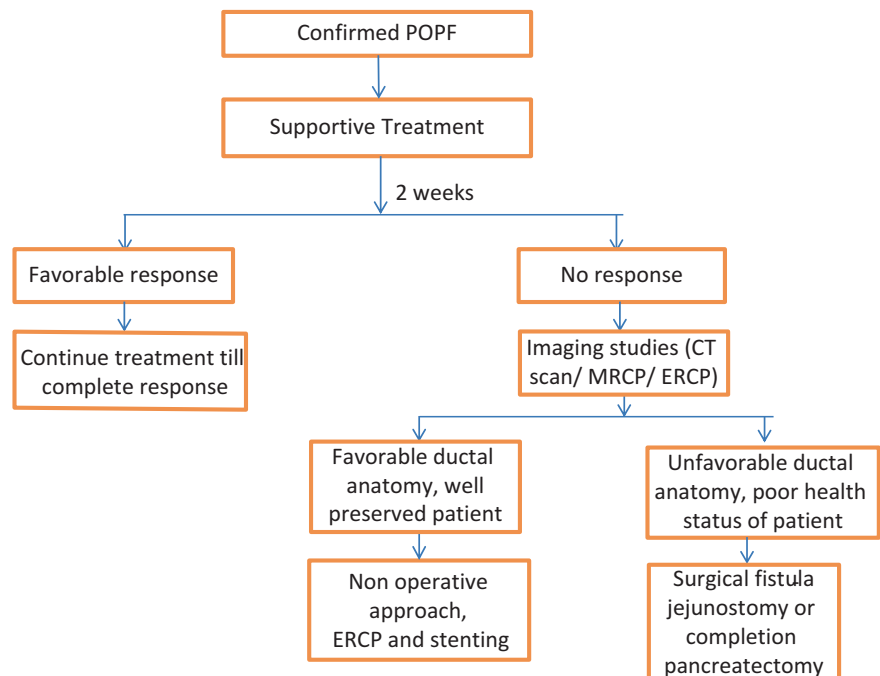 Confirmed POPF
Supportive Treatment
2 weeks
Favorable response
No response
Continue treatment till
complete response
Imaging studies (CT
scan/ MRCP/ ERCP)
Favorable ductal
anatomy, well
preserved patient
Unfavorable ductal
anatomy, poor health
status of patient
Non operative
approach,
ERCP and stenting
Surgical fistula
jejunostomy or
completion
pancreatectomy